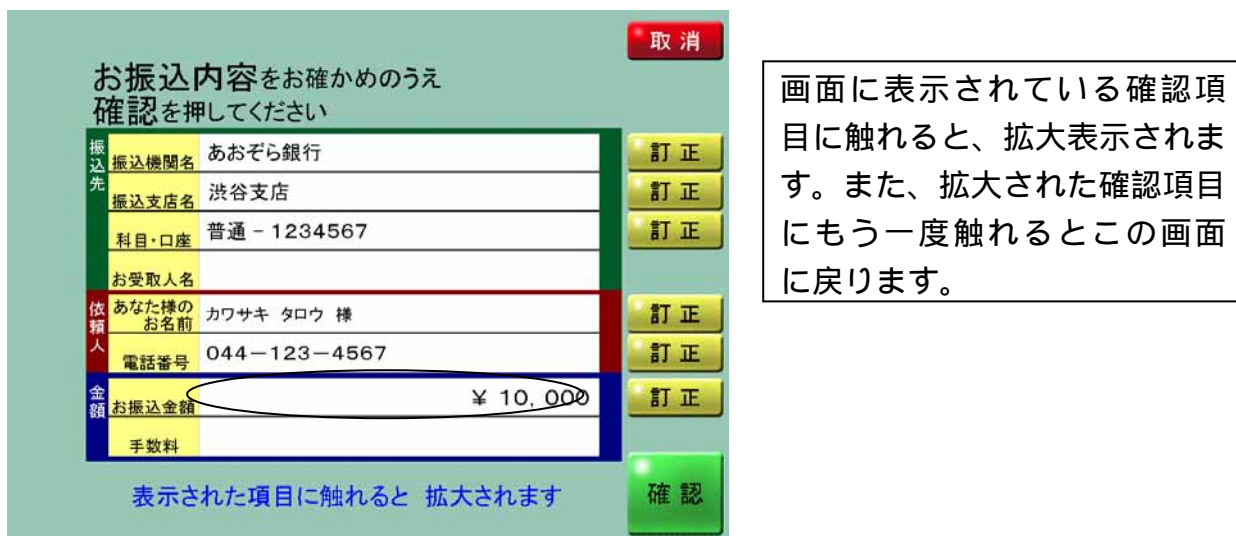 取消
お振込内容をお確かめのうえ
確認を押してください
振込先
振込機関名 あおぞら銀行 訂正
振込支店名 渋谷支店 訂正
科目・口座 普通－1234567 訂正
お受取人名
依頼人
あなた様の
お名前 カワサキ タロウ 様 訂正
電話番号 044－123－4567 訂正
金額
お振込金額 ¥ 10,000 訂正
手数料
表示された項目に触れると 拡大されます
確認
画面に表示されている確認項
目に触れると、拡大表示されま
す。また、拡大された確認項目
にもう一度触れるとこの画面
に戻ります。